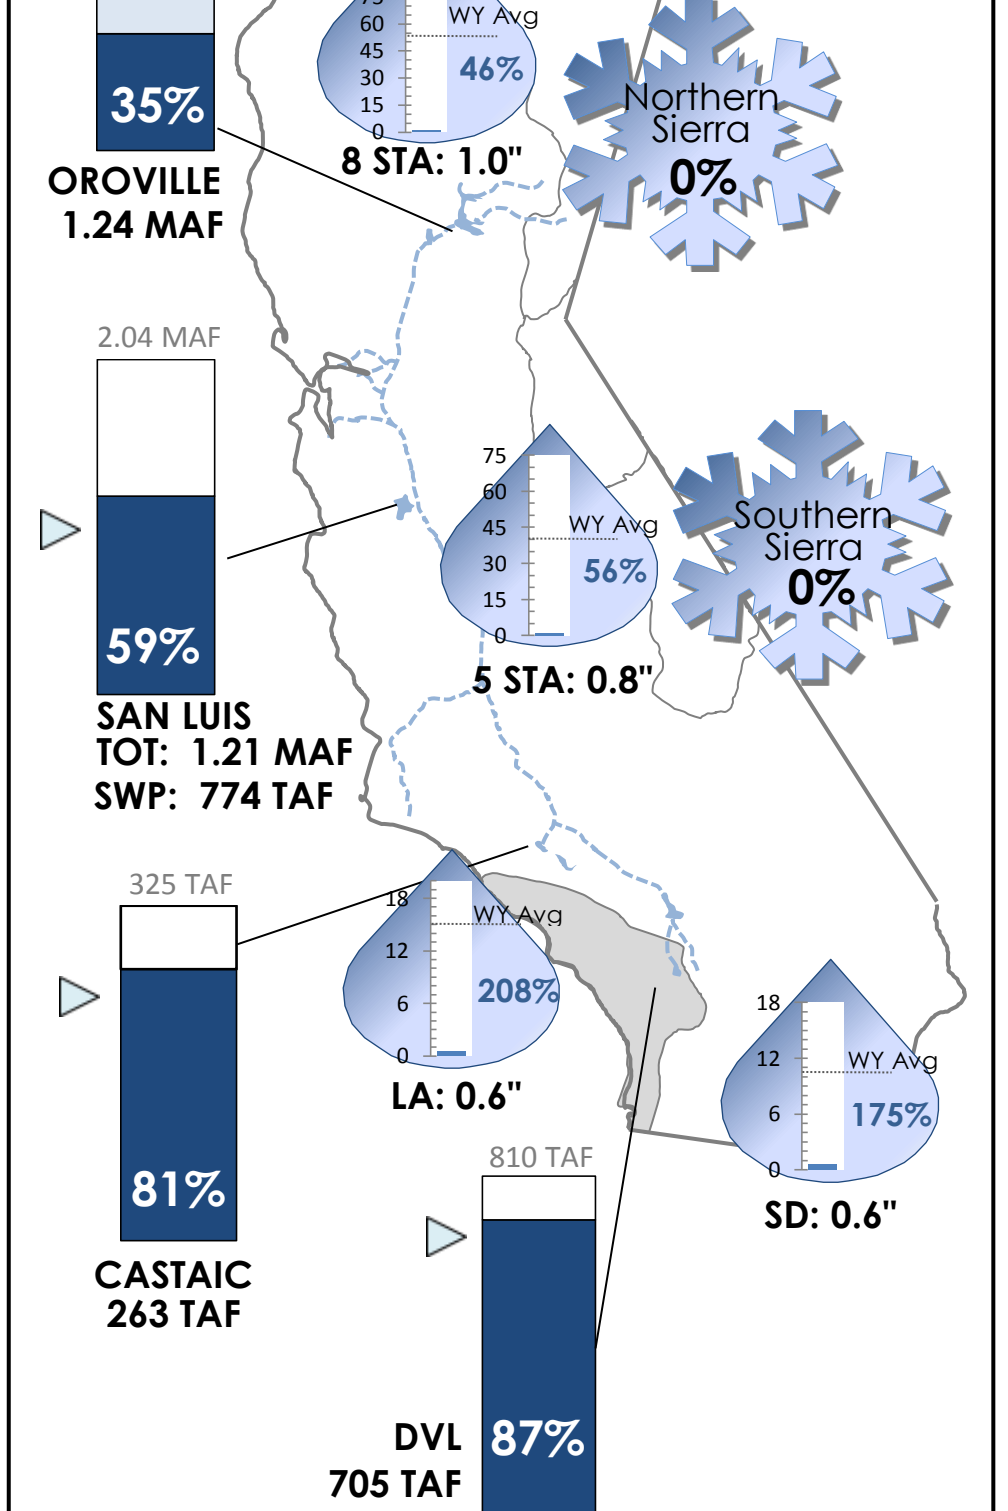 75
60
45
30
15
0
WY Avg
46%
8 STA: 1.0"
35%
OROVILLE
1.24 MAF
Northern
Sierra
0%
2.04 MAF
59%
SAN LUIS
TOT:  1.21 MAF
SWP:  774 TAF
75
60
45
30
15
0
WY Avg
56%
5 STA: 0.8"
Southern
Sierra
0%
325 TAF
81%
CASTAIC
263 TAF
18
12
6
0
WY Avg
208%
LA: 0.6"
18
12
6
0
WY Avg
175%
SD: 0.6"
810 TAF
87%
DVL
705 TAF